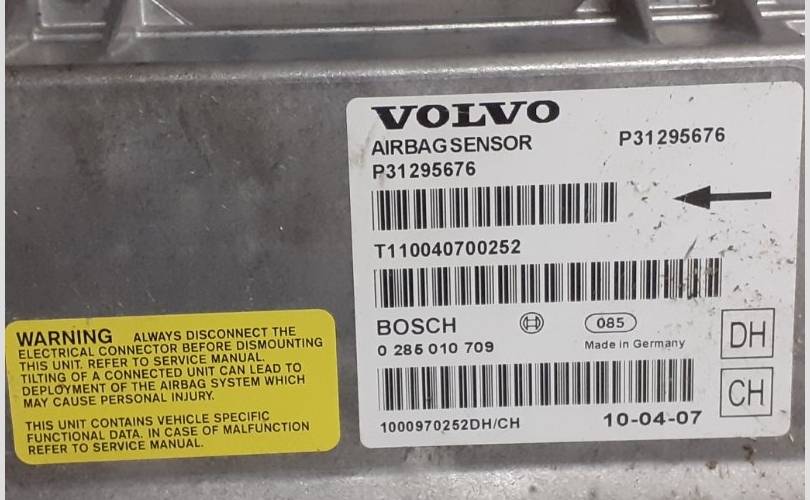 VOLVO
AIRBAG SENSOR
P31295676
P31295676
T110040700252
BOSCH
085
0 285 010 709
Made in Germany
DH
CH
1000970252DH/CH
10-04-07
WARNING ALWAYS DISCONNECT THE
ELECTRICAL CONNECTOR BEFORE DISMOUNTING
THIS UNIT. REFER TO SERVICE MANUAL.
TILTING OF A CONNECTED UNIT CAN LEAD TO
DEPLOYMENT OF THE AIRBAG SYSTEM WHICH
MAY CAUSE PERSONAL INJURY.
THIS UNIT CONTAINS VEHICLE SPECIFIC
FUNCTIONAL DATA. IN CASE OF MALFUNCTION
REFER TO SERVICE MANUAL.